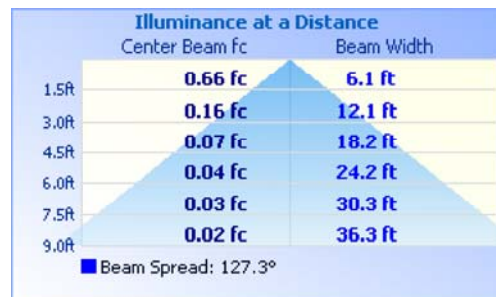 Illuminance at a Distance
Center Beam fc Beam Width
1.5ft 0.66 fc 6.1 ft
3.0ft 0.16 fc 12.1 ft
4.5ft 0.07 fc 18.2 ft
6.0ft 0.04 fc 24.2 ft
7.5ft 0.03 fc 30.3 ft
9.0ft 0.02 fc 36.3 ft
Beam Spread: 127.3º